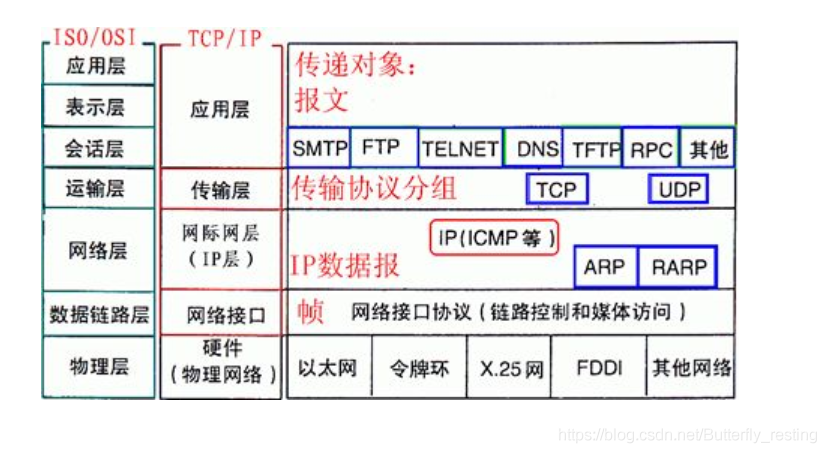 ISO/OSI
TCP/IP
应用层
表示层
会话层
应用层
传递对象：
报文
SMTP FTP TELNET DNS TFTP RPC 其他
运输层
传输层
传输协议分组 TCP UDP
网络层
网际网层
（IP层）
IP(ICMP等)
IP数据报
ARP RARP
数据链路层
网络接口
帧 网络接口协议（链路控制和媒体访问）
物理层
硬件
（物理网络）
以太网 令牌环 X.25网 FDDI 其他网络
https://blog.csdn.net/Butterfly_resting